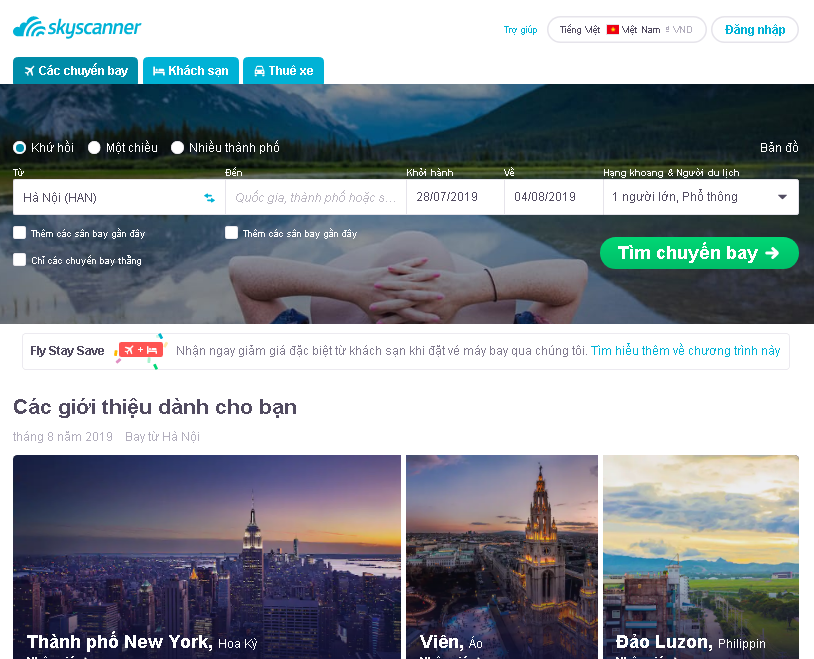 skyscanner
Trợ giúp
Tiếng Việt Việt Nam ₫ VND
Đăng nhập
Các chuyến bay
Khách sạn
Thuê xe
Khứ hồi
Một chiều
Nhiều thành phố
Bản đồ
Từ
Đến
Khởi hành
Về
Hạng khoang & Người du lịch
Hà Nội (HAN)
Quốc gia, thành phố hoặc s...
28/07/2019
04/08/2019
1 người lớn, Phổ thông
Thêm các sân bay gần đây
Thêm các sân bay gần đây
Chỉ các chuyến bay thẳng
Tìm chuyến bay
Fly Stay Save
Nhận ngay giảm giá đặc biệt từ khách sạn khi đặt vé máy bay qua chúng tôi. Tìm hiểu thêm về chương trình này
Các giới thiệu dành cho bạn
tháng 8 năm 2019 Bay từ Hà Nội
Thành phố New York, Hoa Kỳ
Viên, Áo
Đảo Luzon, Philippin